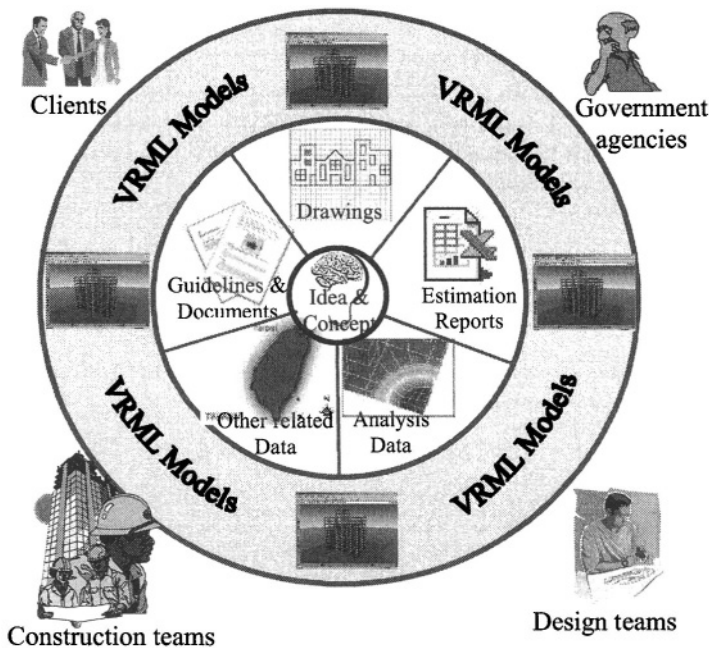 Clients
Government
agencies
VRML Models
VRML Models
Drawings
Guidelines &
Documents
Idea &
Concept
Estimation
Reports
Other related
Data
Analysis
Data
VRML Models
VRML Models
Construction teams
Design teams